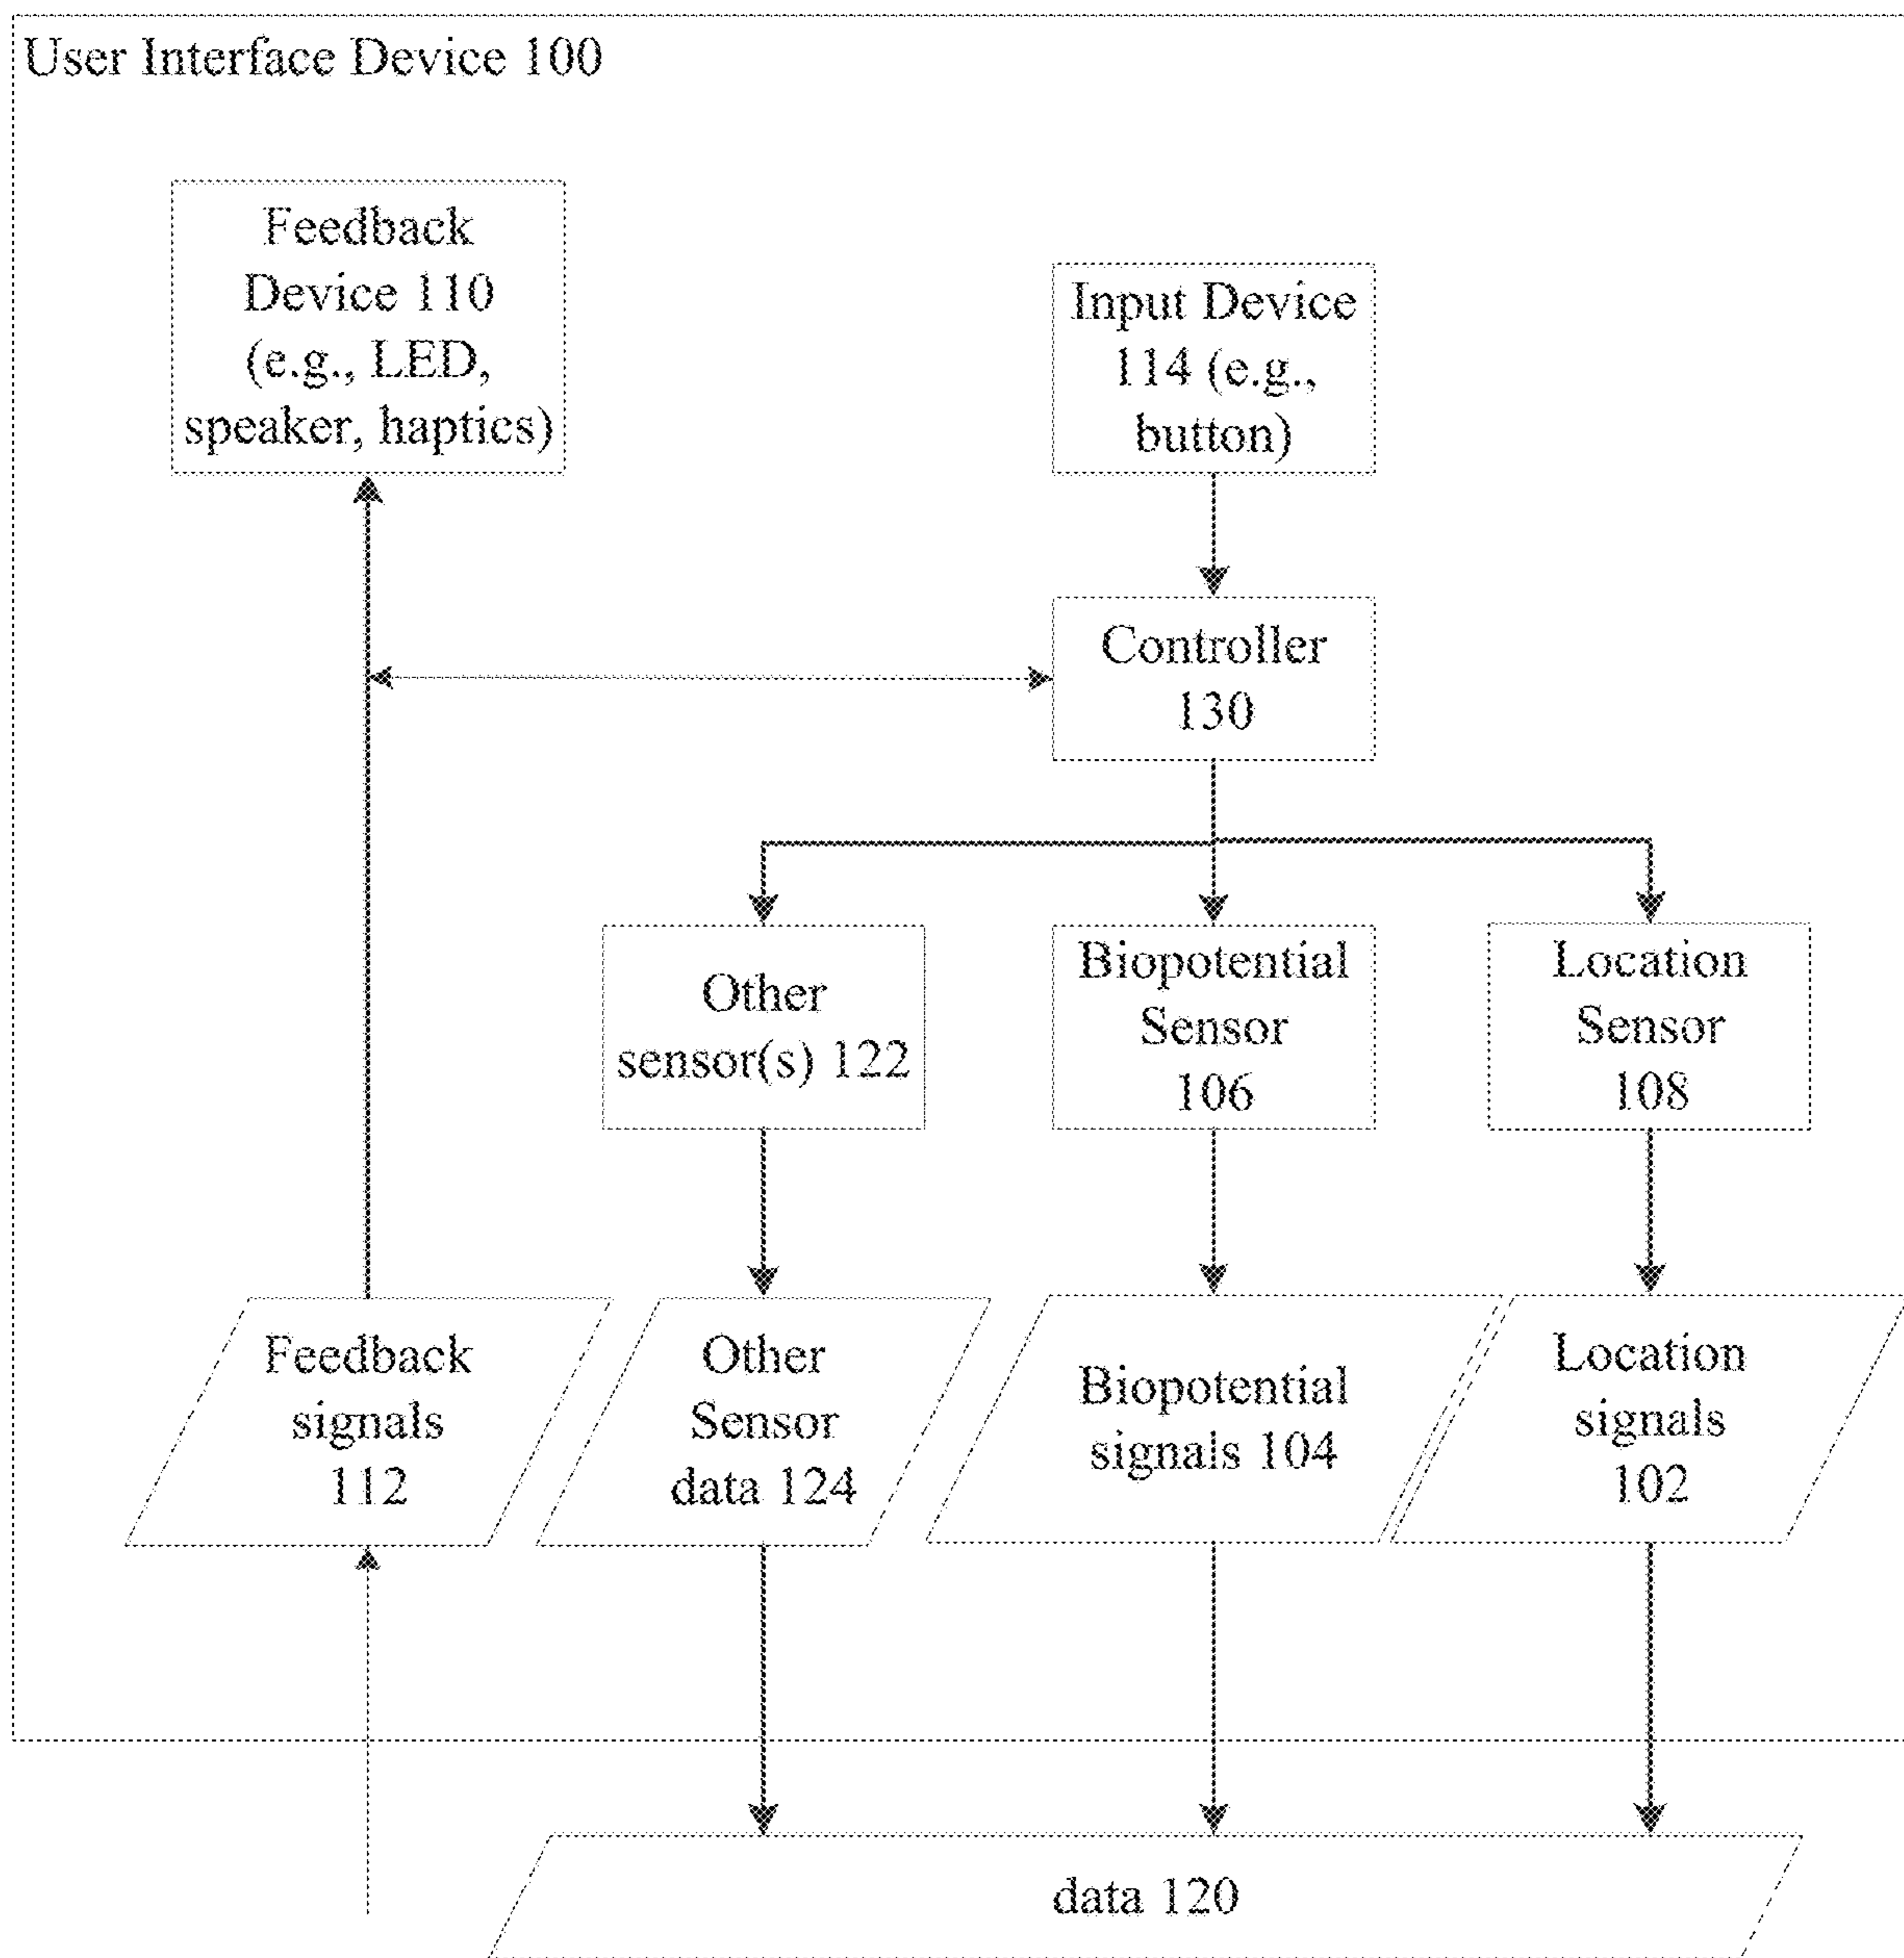 User Interface Device 100
Feedback
Device 110
(e.g., LED,
speaker, haptics)
Input Device
114 (e.g.,
button)
Controller
130
Other
sensor(s) 122
Biopotential
Sensor
106
Location
Sensor
108
Feedback
signals
112
Other
Sensor
data 124
Biopotential
signals 104
Location
signals
102
data 120